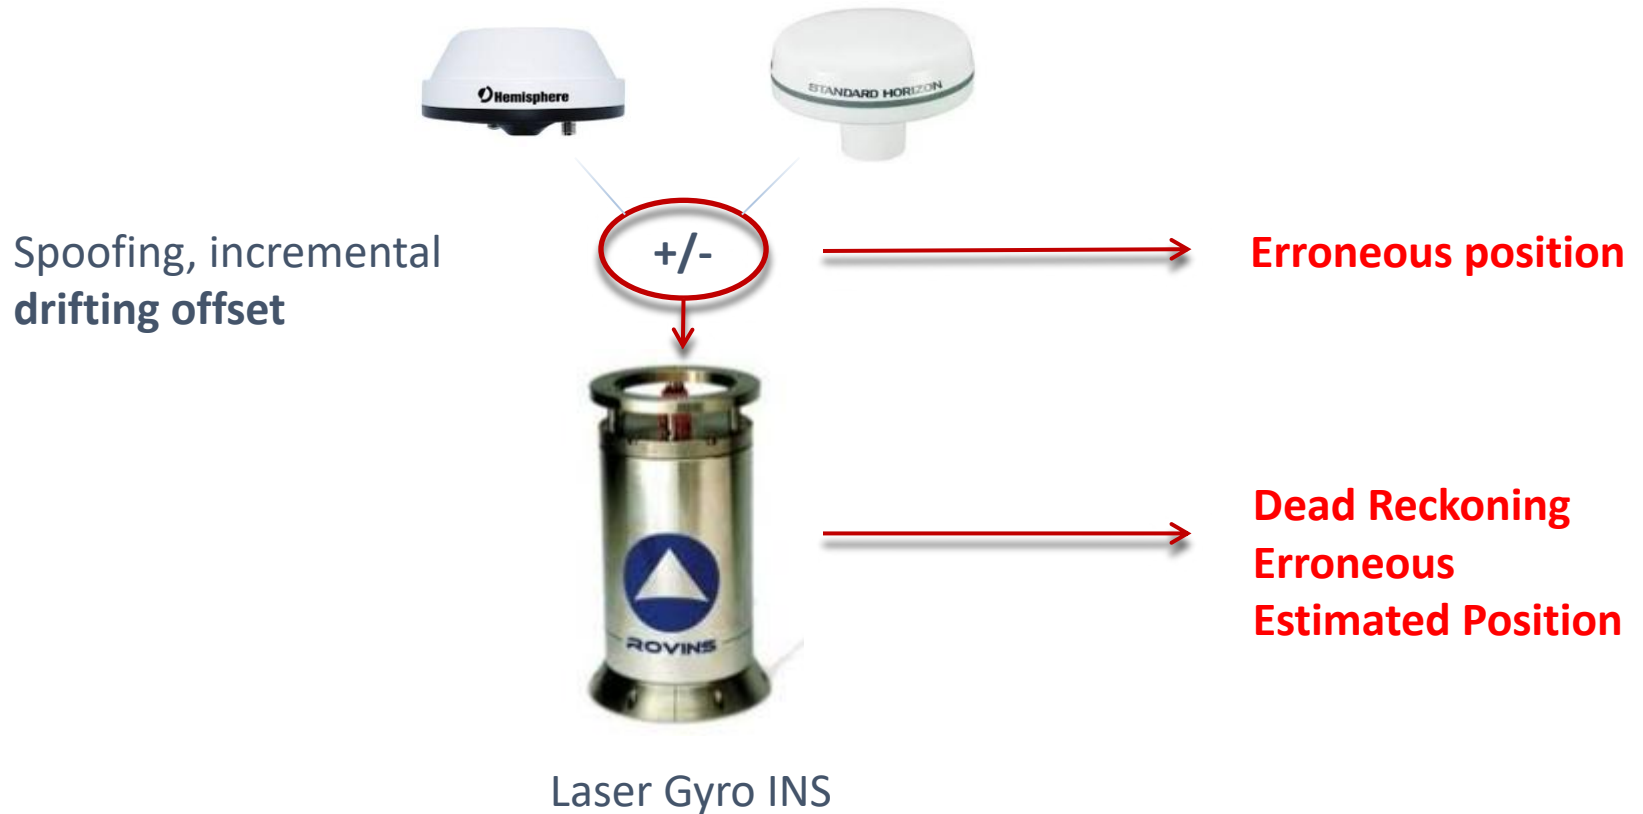 Hemisphere
STANDARD HORIZON
Spoofing, incremental
drifting offset
+/-
Erroneous position
ROVINS
Dead Reckoning
Erroneous
Estimated Position
Laser Gyro INS